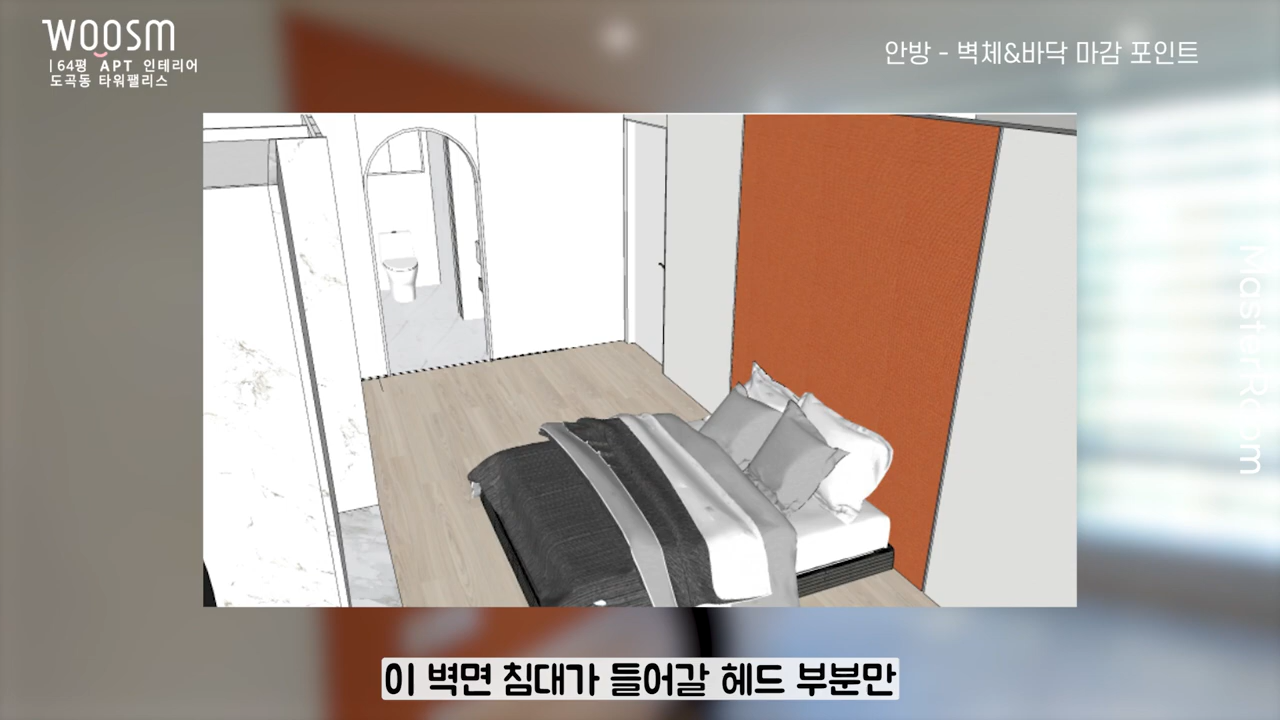 WOOSM
| 64평 APT 인테리어
도곡동 타워팰리스
안방 - 벽체&바닥 마감 포인트
MasterRoom
이 벽면 침대가 들어갈 헤드 부분만